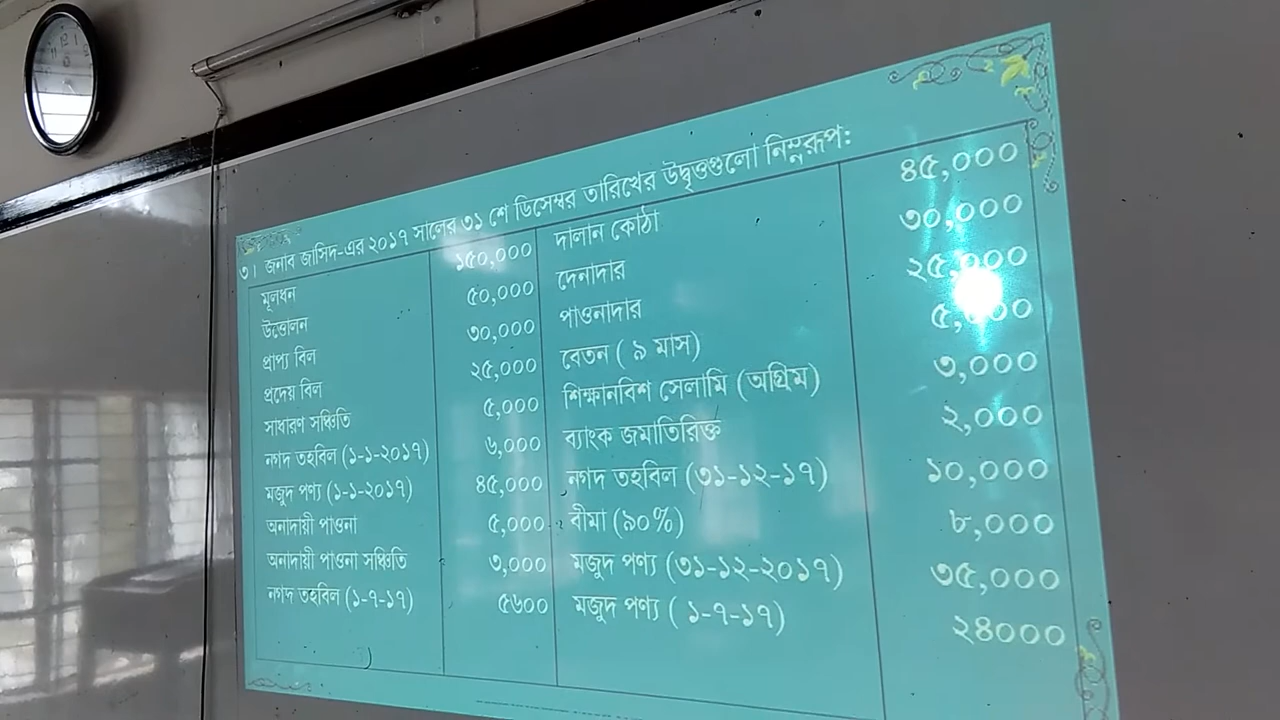 ৩। জনাব জাসিদ-এর ২০১৭ সালের ৩১ শে ডিসেম্বর তারিখের উদ্বৃত্তগুলো নিম্নরূপঃ
মূলধন ১৫০,০০০ দালান কোঠা ৪৫,০০০
উত্তোলন ৫০,০০০ দেনাদার ৩০,০০০
প্রাপ্য বিল ৩০,০০০ পাওনাদার ২৫,০০০
প্রদেয় বিল ২৫,০০০ বেতন ( ৯ মাস) ৫,০০০
সাধারণ সঞ্চিতি ৫,০০০ শিক্ষানবিশ সেলামি (অগ্রিম) ৩,০০০
নগদ তহবিল (১-১-২০১৭) ৬,০০০ ব্যাংক জমাতিরিক্ত ২,০০০
মজুদ পণ্য (১-১-২০১৭) ৪৫,০০০ নগদ তহবিল (৩১-১২-১৭) ১০,০০০
অনাদায়ী পাওনা ৫,০০০ বীমা (৯০%) ৮,০০০
অনাদায়ী পাওনা সঞ্চিতি ৩,০০০ মজুদ পণ্য (৩১-১২-২০১৭) ৩৫,০০০
নগদ তহবিল (১-৭-১৭) ৫৬০০ মজুদ পণ্য ( ১-৭-১৭) ২৪০০০